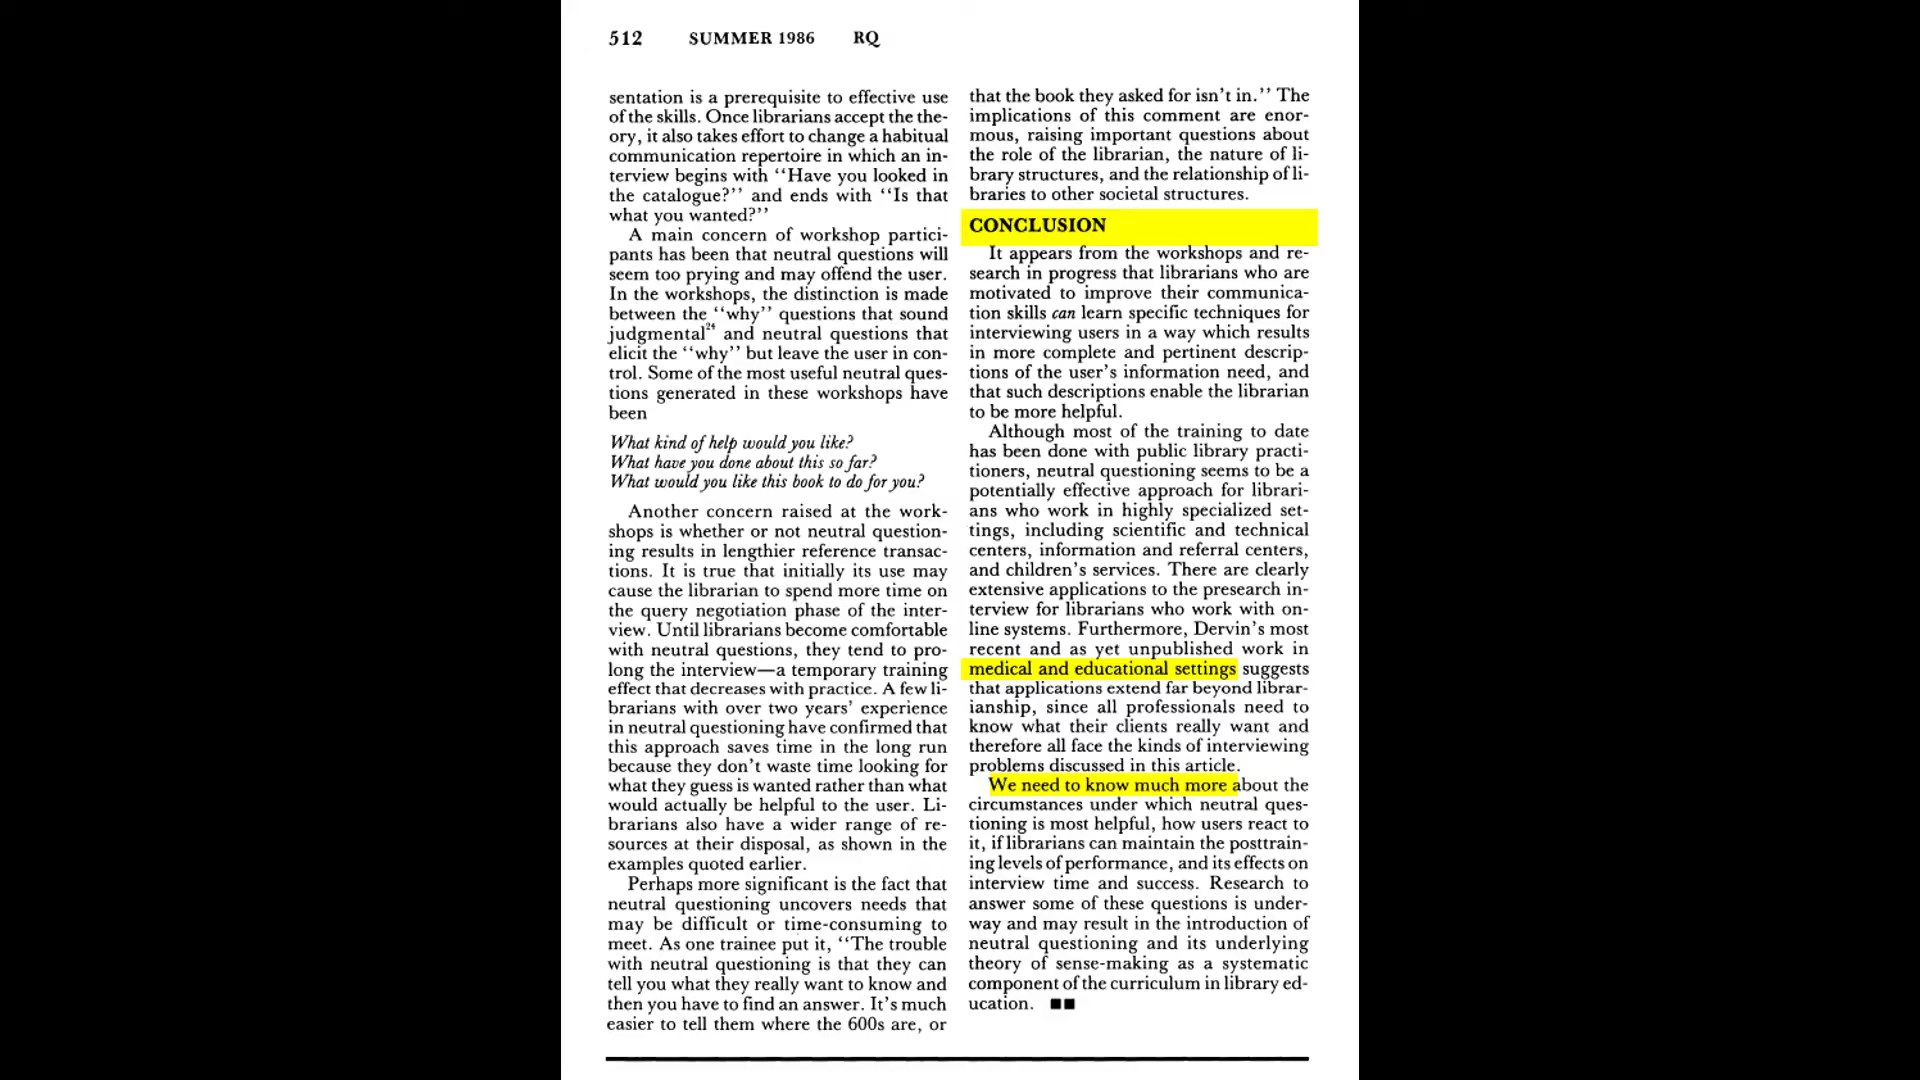 512 SUMMER 1986 RQ
sentation is a prerequisite to effective use
of the skills. Once librarians accept the the-
ory, it also takes effort to change a habitual
communication repertoire in which an in-
terview begins with ‘‘Have you looked in
the catalogue?’’ and ends with ‘‘Is that
what you wanted?’’
A main concern of workshop partici-
pants has been that neutral questions will
seem too prying and may offend the user.
In the workshops, the distinction is made
between the ‘‘why’’ questions that sound
judgmental²⁴ and neutral questions that
elicit the ‘‘why’’ but leave the user in con-
trol. Some of the most useful neutral ques-
tions generated in these workshops have
been
What kind of help would you like?
What have you done about this so far?
What would you like this book to do for you?
Another concern raised at the work-
shops is whether or not neutral question-
ing results in lengthier reference transac-
tions. It is true that initially its use may
cause the librarian to spend more time on
the query negotiation phase of the inter-
view. Until librarians become comfortable
with neutral questions, they tend to pro-
long the interview—a temporary training
effect that decreases with practice. A few li-
brarians with over two years’ experience
in neutral questioning have confirmed that
this approach saves time in the long run
because they don’t waste time looking for
what they guess is wanted rather than what
would actually be helpful to the user. Li-
brarians also have a wider range of re-
sources at their disposal, as shown in the
examples quoted earlier.
Perhaps more significant is the fact that
neutral questioning uncovers needs that
may be difficult or time-consuming to
meet. As one trainee put it, ‘‘The trouble
with neutral questioning is that they can
tell you what they really want to know and
then you have to find an answer. It’s much
easier to tell them where the 600s are, or
that the book they asked for isn’t in.’’ The
implications of this comment are enor-
mous, raising important questions about
the role of the librarian, the nature of li-
brary structures, and the relationship of li-
braries to other societal structures.
CONCLUSION
It appears from the workshops and re-
search in progress that librarians who are
motivated to improve their communica-
tion skills can learn specific techniques for
interviewing users in a way which results
in more complete and pertinent descrip-
tions of the user’s information need, and
that such descriptions enable the librarian
to be more helpful.
Although most of the training to date
has been done with public library practi-
tioners, neutral questioning seems to be a
potentially effective approach for librari-
ans who work in highly specialized set-
tings, including scientific and technical
centers, information and referral centers,
and children’s services. There are clearly
extensive applications to the presearch in-
terview for librarians who work with on-
line systems. Furthermore, Dervin’s most
recent and as yet unpublished work in
medical and educational settings suggests
that applications extend far beyond librar-
ianship, since all professionals need to
know what their clients really want and
therefore all face the kinds of interviewing
problems discussed in this article.
We need to know much more about the
circumstances under which neutral ques-
tioning is most helpful, how users react to
it, if librarians can maintain the posttrain-
ing levels of performance, and its effects on
interview time and success. Research to
answer some of these questions is under-
way and may result in the introduction of
neutral questioning and its underlying
theory of sense-making as a systematic
component of the curriculum in library ed-
ucation. ■■